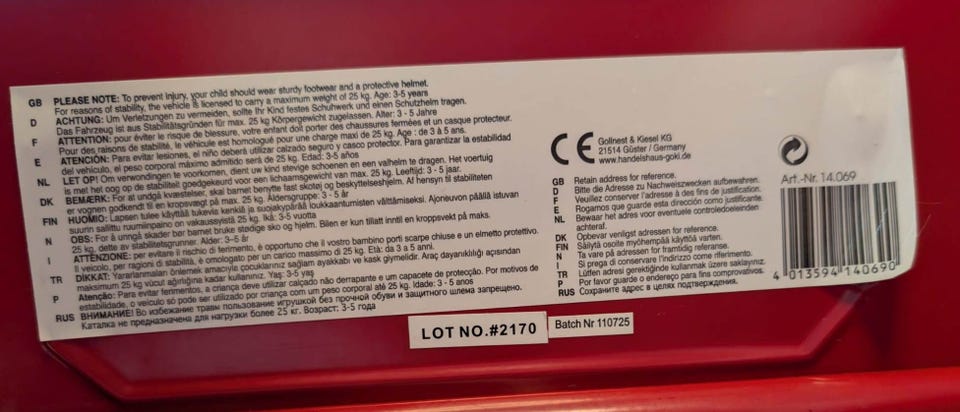 GB PLEASE NOTE: To prevent injury, your child should wear sturdy footwear and a protective helmet.
For reasons of stability, the vehicle is licensed to carry a maximum weight of 25 kg. Age: 3-5 years
D ACHTUNG: Um Verletzungen zu vermeiden, sollte Ihr Kind festes Schuhwerk und einen Schutzhelm tragen.
Das Fahrzeug ist aus Stabilitätsgründen für max. 25 kg Körpergewicht zugelassen. Alter: 3-5 Jahre
F ATTENTION: pour éviter le risque de blessure, votre enfant doit porter des chaussures fermées et un casque protecteur.
Pour des raisons de stabilité, le véhicule est homologué pour une charge maxi de 25 kg. Age : de 3 à 5 ans.
E ATENCIÓN: Para evitar lesiones, el niño deberá utilizar calzado seguro y casco protector. Para garantizar la estabilidad
del vehículo, el peso corporal máximo admitido será de 25 kg. Edad: 3-5 años
NL LET OP! Om verwondingen te voorkomen, dient uw kind stevige schoenen en een valhelm te dragen. Het voertuig
is met het oog op de stabiliteit goedgekeurd voor een lichaamsgewicht van max. 25 kg. Leeftijd: 3-5 jaar.
DK BEMÆRK: For at undgå kvæstelser, skal barnet benytte fast skotøj og beskyttelseshjelm. Af hensyn til stabiliteten
er vognen godkendt til en kropsvægt på max. 25 kg. Aldersgruppe: 3-5 år
FIN HUOMIO: Lapsen tulee käyttää tukevia kenkiä ja suojakypärää loukkaantumisten välttämiseksi. Ajoneuvon päällä istuvan
suurin sallittu ruumiinpaino on vakaussyistä 25 kg. Ikä: 3-5 vuotta
N OBS: For å unngå skader bør barnet bruke stødige sko og hjelm. Bilen er kun tillatt inntil en kroppsvekt på maks.
25 kg, dette av stabilitetsgrunner. Alder: 3–5 år
I ATTENZIONE: per evitare il rischio di ferimento, è opportuno che il vostro bambino porti scarpe chiuse e un elmetto protettivo.
Il veicolo, per ragioni di stabilità, è omologato per un carico massimo di 25 kg. Età: da 3 a 5 anni.
TR DİKKAT: Yararlanmaları önlemek amacıyla çocuklarınız sağlam ayakkabı ve kask giymelidir. Araç dayanıklılığı açısından
maksimum 25 kg vücut ağırlığına kadar kullanılır. Yaş: 3-5 yaş
P Atenção: Para evitar ferimentos, a criança deve utilizar calçado não derrapante e um capacete de protecção. Por motivos de
estabilidade, o veículo só pode ser utilizado por criança com um peso corporal até 25 kg. Idade: 3 - 5 anos
RUS ВНИМАНИЕ! Во избежание травм пользование игрушкой без прочной обуви и защитного шлема запрещено.
Каталка не предназначена для нагрузки более 25 кг. Возраст: 3-5 года
CE
Gollnest & Kiesel KG
21514 Güster / Germany
www.handelshaus-goki.de
GB Retain address for reference.
D Bitte die Adresse zu Nachweiszwecken aufbewahren.
F Veuillez conserver l'adresse à des fins de justification.
E Rogamos que guarde esta dirección como justificante.
NL Bewaar het adres voor eventuele controledoeleinden
achteraf.
DK Opbevar venligst adressen for reference.
FIN Säilytä osoite myöhempää käyttöä varten.
N Ta vare på adressen for framtidig referanse.
I Si prega di conservare l'indirizzo come riferimento.
TR Lütfen adresi gerektiğinde kullanmak üzere saklayınız.
P Por favor guarde o endereço para fins comprovativos.
RUS Сохраните адрес в целях подтверждения.
Art.-Nr. 14.069
4 013594 140690
LOT NO.#2170
Batch Nr 110725